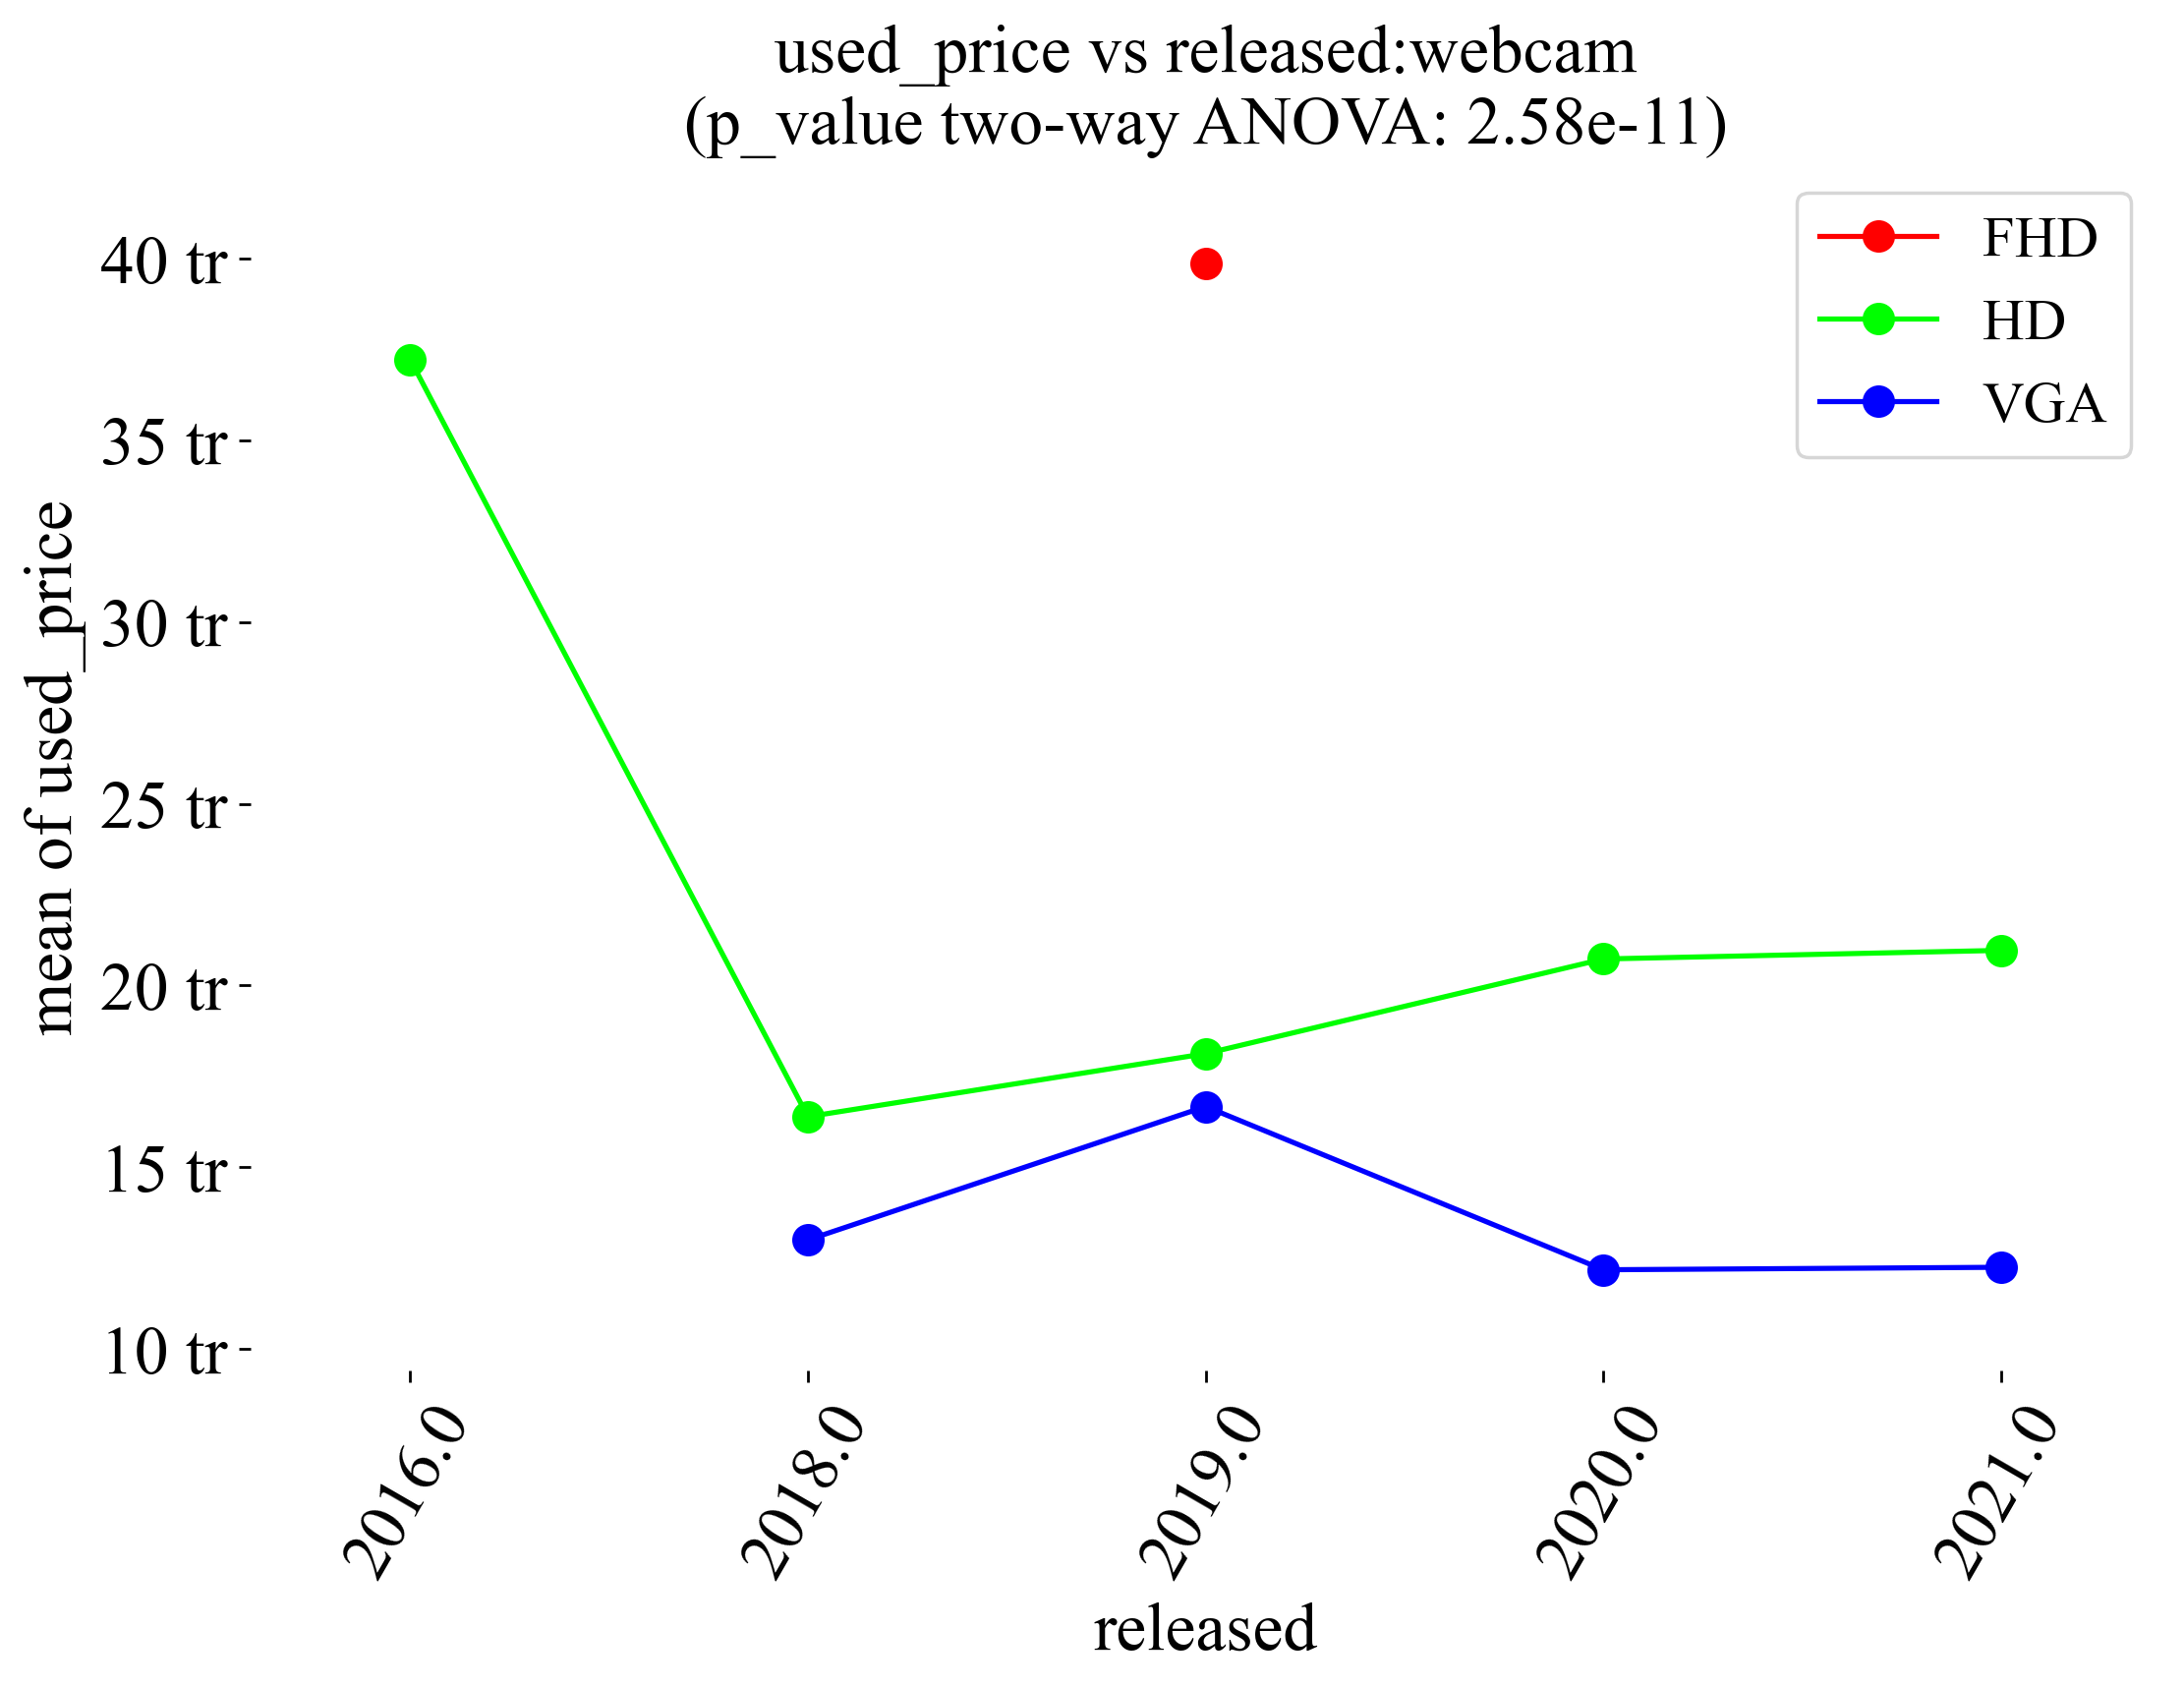 used_price vs released:webcam
(p_value two-way ANOVA: 2.58e-11)
FHD
HD
VGA
mean of used_price
40 tr
35 tr
30 tr
25 tr
20 tr
15 tr
10 tr
2016.0
2018.0
2019.0
2020.0
2021.0
released